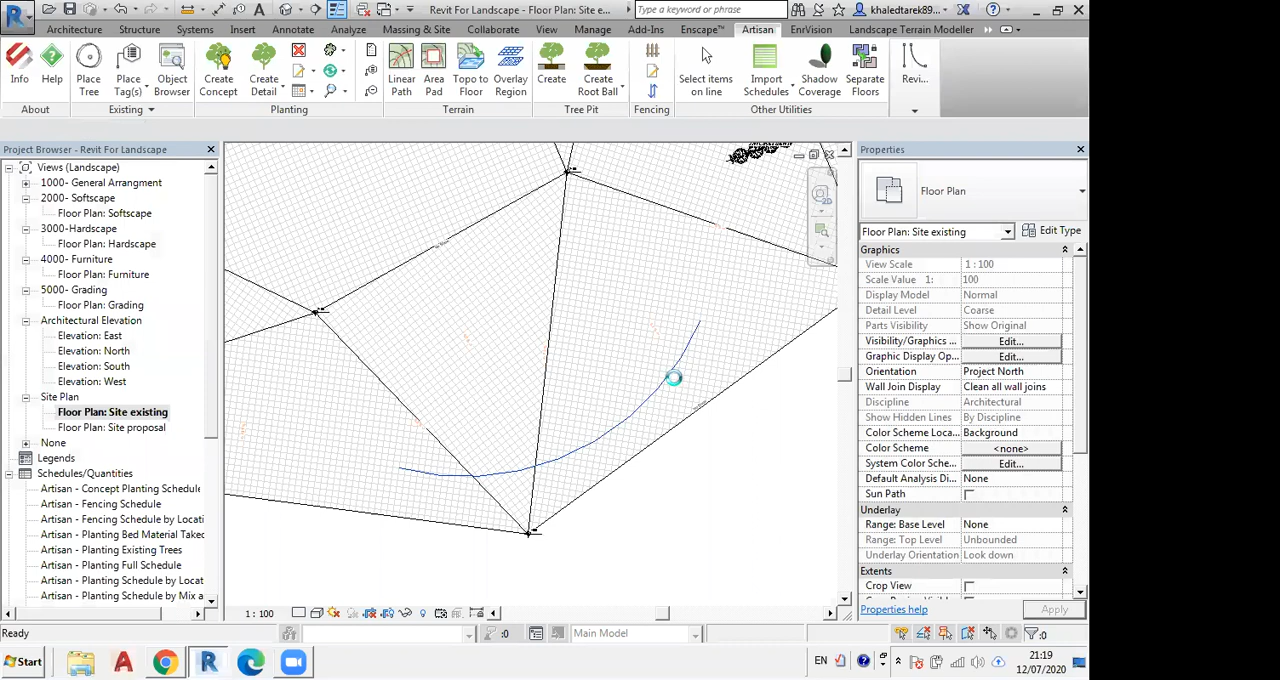 Revit For Landscape - Floor Plan: Site e...
Type a keyword or phrase
khaledtarek89...
Architecture Structure Systems Insert Annotate Analyze Massing & Site Collaborate View Manage Add-Ins Enscape™ Artisan EnVision Landscape Terrain Modeller
Info Help Place Tree Place Tag(s) Object Browser Create Concept Create Detail Linear Path Area Pad Topo to Floor Overlay Region Create Create Root Ball Select items on line Import Schedules Shadow Coverage Separate Floors Revi...
About Existing Planting Terrain Tree Pit Fencing Other Utilities
Project Browser - Revit For Landscape
Views (Landscape)
1000- General Arrangment
2000- Softscape
Floor Plan: Softscape
3000-Hardscape
Floor Plan: Hardscape
4000- Furniture
Floor Plan: Furniture
5000- Grading
Floor Plan: Grading
Architectural Elevation
Elevation: East
Elevation: North
Elevation: South
Elevation: West
Site Plan
Floor Plan: Site existing
Floor Plan: Site proposal
None
Legends
Schedules/Quantities
Artisan - Concept Planting Schedule
Artisan - Fencing Schedule
Artisan - Fencing Schedule by Locati
Artisan - Planting Bed Material Takeo
Artisan - Planting Existing Trees
Artisan - Planting Full Schedule
Artisan - Planting Schedule by Locat
Artisan - Planting Schedule by Mix a
Properties
Floor Plan
Floor Plan: Site existing
Edit Type
Graphics
View Scale 1 : 100
Scale Value 1: 100
Display Model Normal
Detail Level Coarse
Parts Visibility Show Original
Visibility/Graphics ... Edit...
Graphic Display Op... Edit...
Orientation Project North
Wall Join Display Clean all wall joins
Discipline Architectural
Show Hidden Lines By Discipline
Color Scheme Loca... Background
Color Scheme <none>
System Color Sche... Edit...
Default Analysis Di... None
Sun Path
Underlay
Range: Base Level None
Range: Top Level Unbounded
Underlay Orientation Look down
Extents
Crop View
Properties help
Apply
1 : 100
Ready
:0
Main Model
:0
Start
EN
21:19
12/07/2020